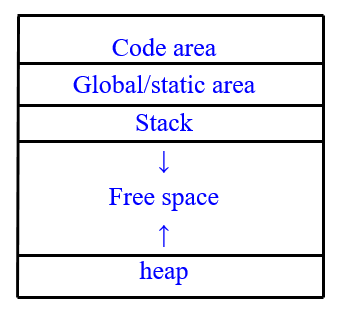 Code area
Global/static area
Stack
↓
Free space
↑
heap